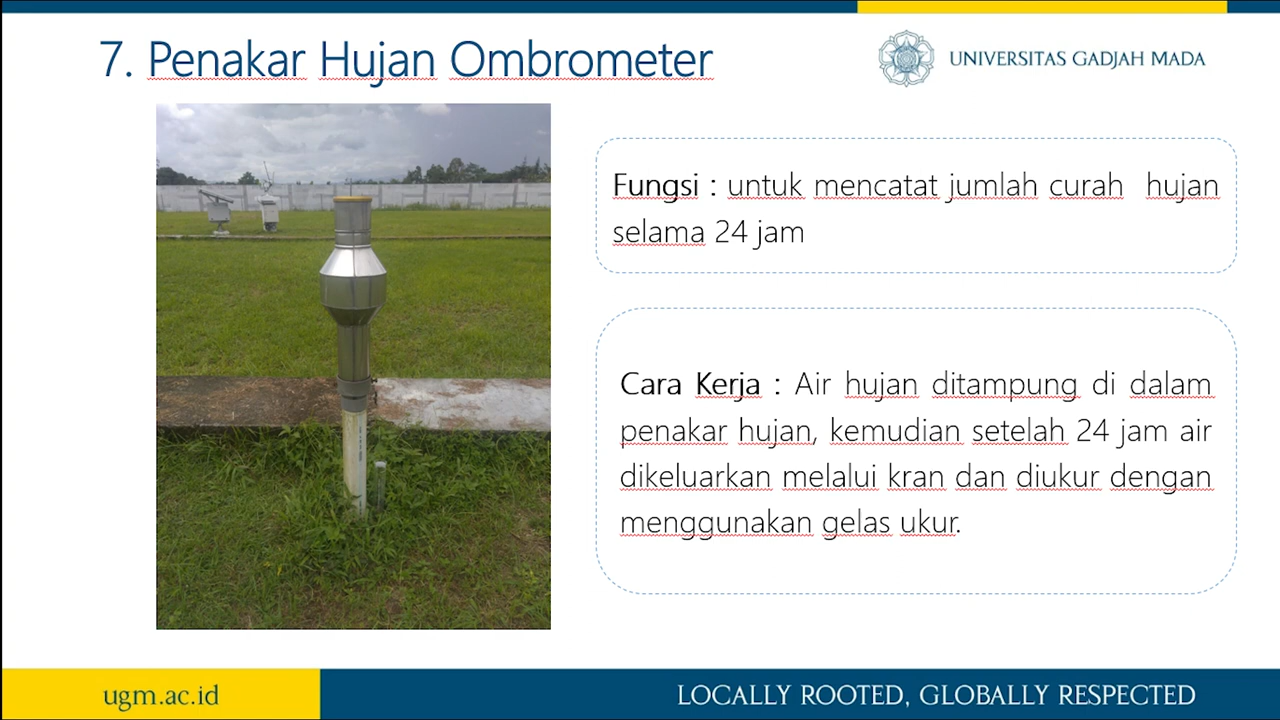 7. Penakar Hujan Ombrometer
UNIVERSITAS GADJAH MADA
Fungsi : untuk mencatat jumlah curah hujan
selama 24 jam
Cara Kerja : Air hujan ditampung di dalam
penakar hujan, kemudian setelah 24 jam air
dikeluarkan melalui kran dan diukur dengan
menggunakan gelas ukur.
ugm.ac.id
LOCALLY ROOTED, GLOBALLY RESPECTED